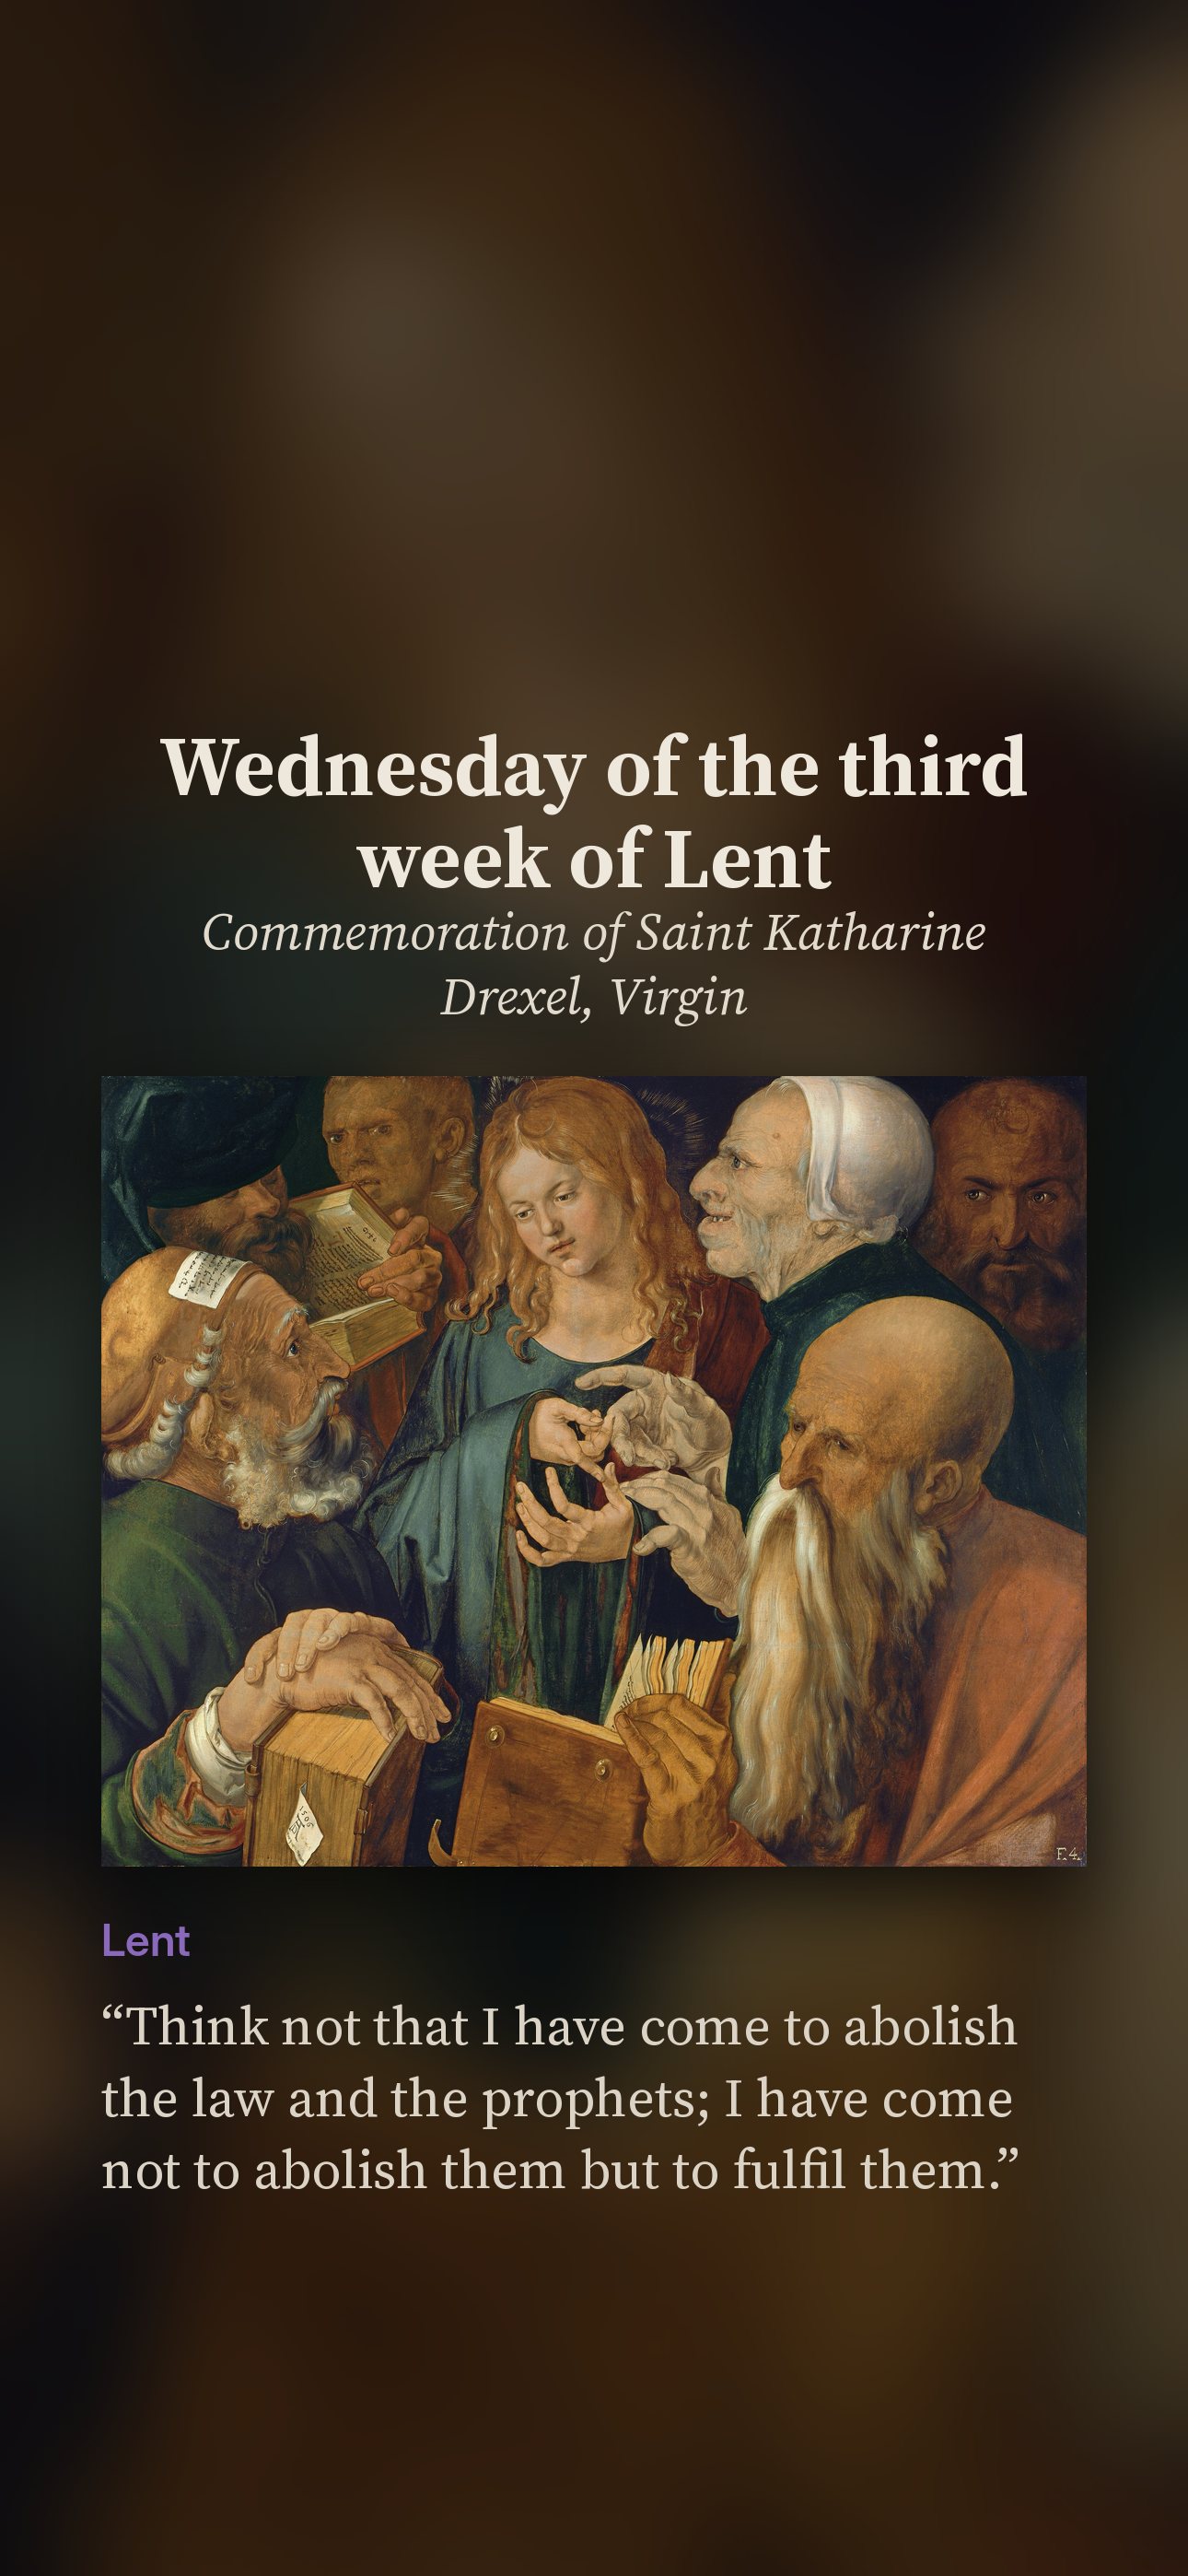 Wednesday of the third
week of Lent
Commemoration of Saint Katharine
Drexel, Virgin
F.4.
Lent
“Think not that I have come to abolish
the law and the prophets; I have come
not to abolish them but to fulfil them.”